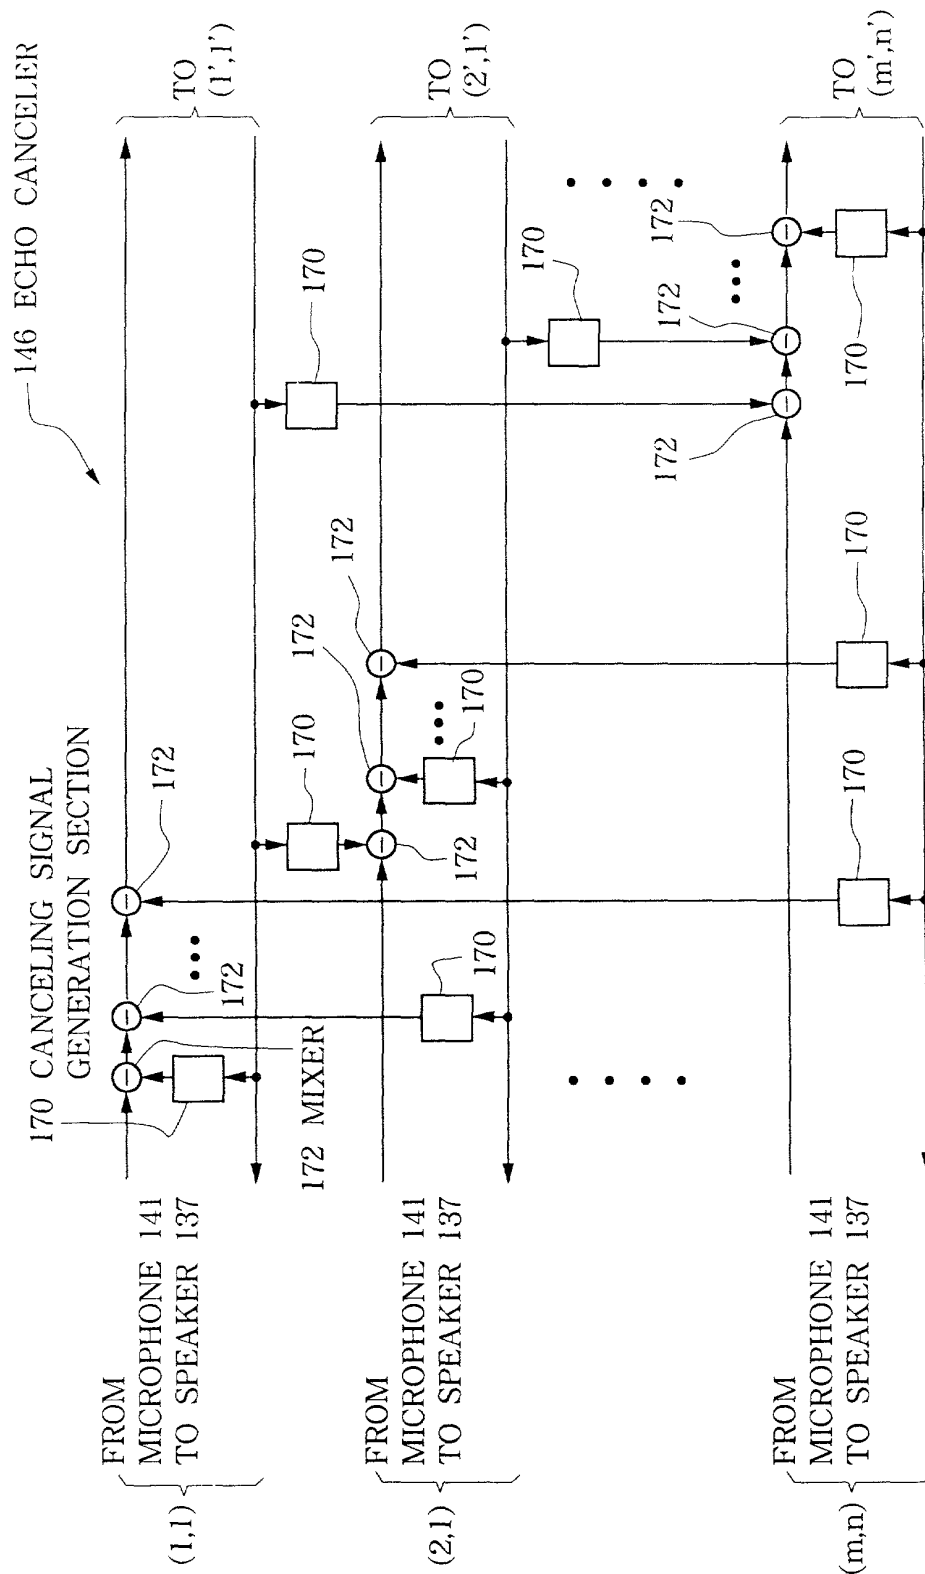 146 ECHO CANCELER
170 CANCELING SIGNAL
GENERATION SECTION
172
172
170
172 MIXER
FROM
MICROPHONE 141
TO SPEAKER 137
(1,1)
TO
(1',1')
170
170
172
172
172
170
170
FROM
MICROPHONE 141
TO SPEAKER 137
(2,1)
TO
(2',1')
170
172
172
172
170
170
170
FROM
MICROPHONE 141
TO SPEAKER 137
(m,n)
TO
(m',n')